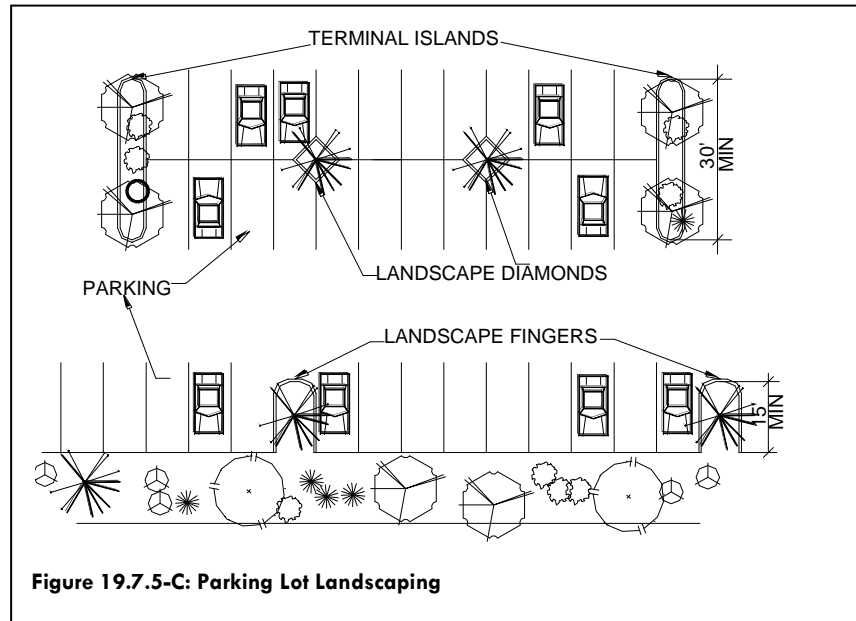 TERMINAL ISLANDS
30'
MIN
LANDSCAPE DIAMONDS
PARKING
LANDSCAPE FINGERS
15'
MIN
Figure 19.7.5-C: Parking Lot Landscaping